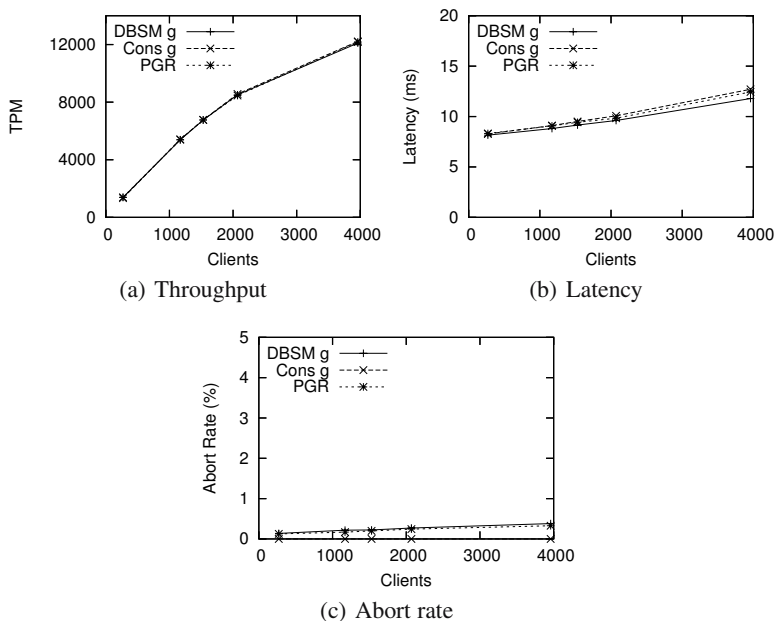 12000
8000
4000
0
TPM
DBSM g
Cons g
PGR
0 1000 2000 3000 4000
Clients
(a) Throughput
20
15
10
5
0
Latency (ms)
DBSM g
Cons g
PGR
0 1000 2000 3000 4000
Clients
(b) Latency
5
4
3
2
1
0
Abort Rate (%)
DBSM g
Cons g
PGR
0 1000 2000 3000 4000
Clients
(c) Abort rate